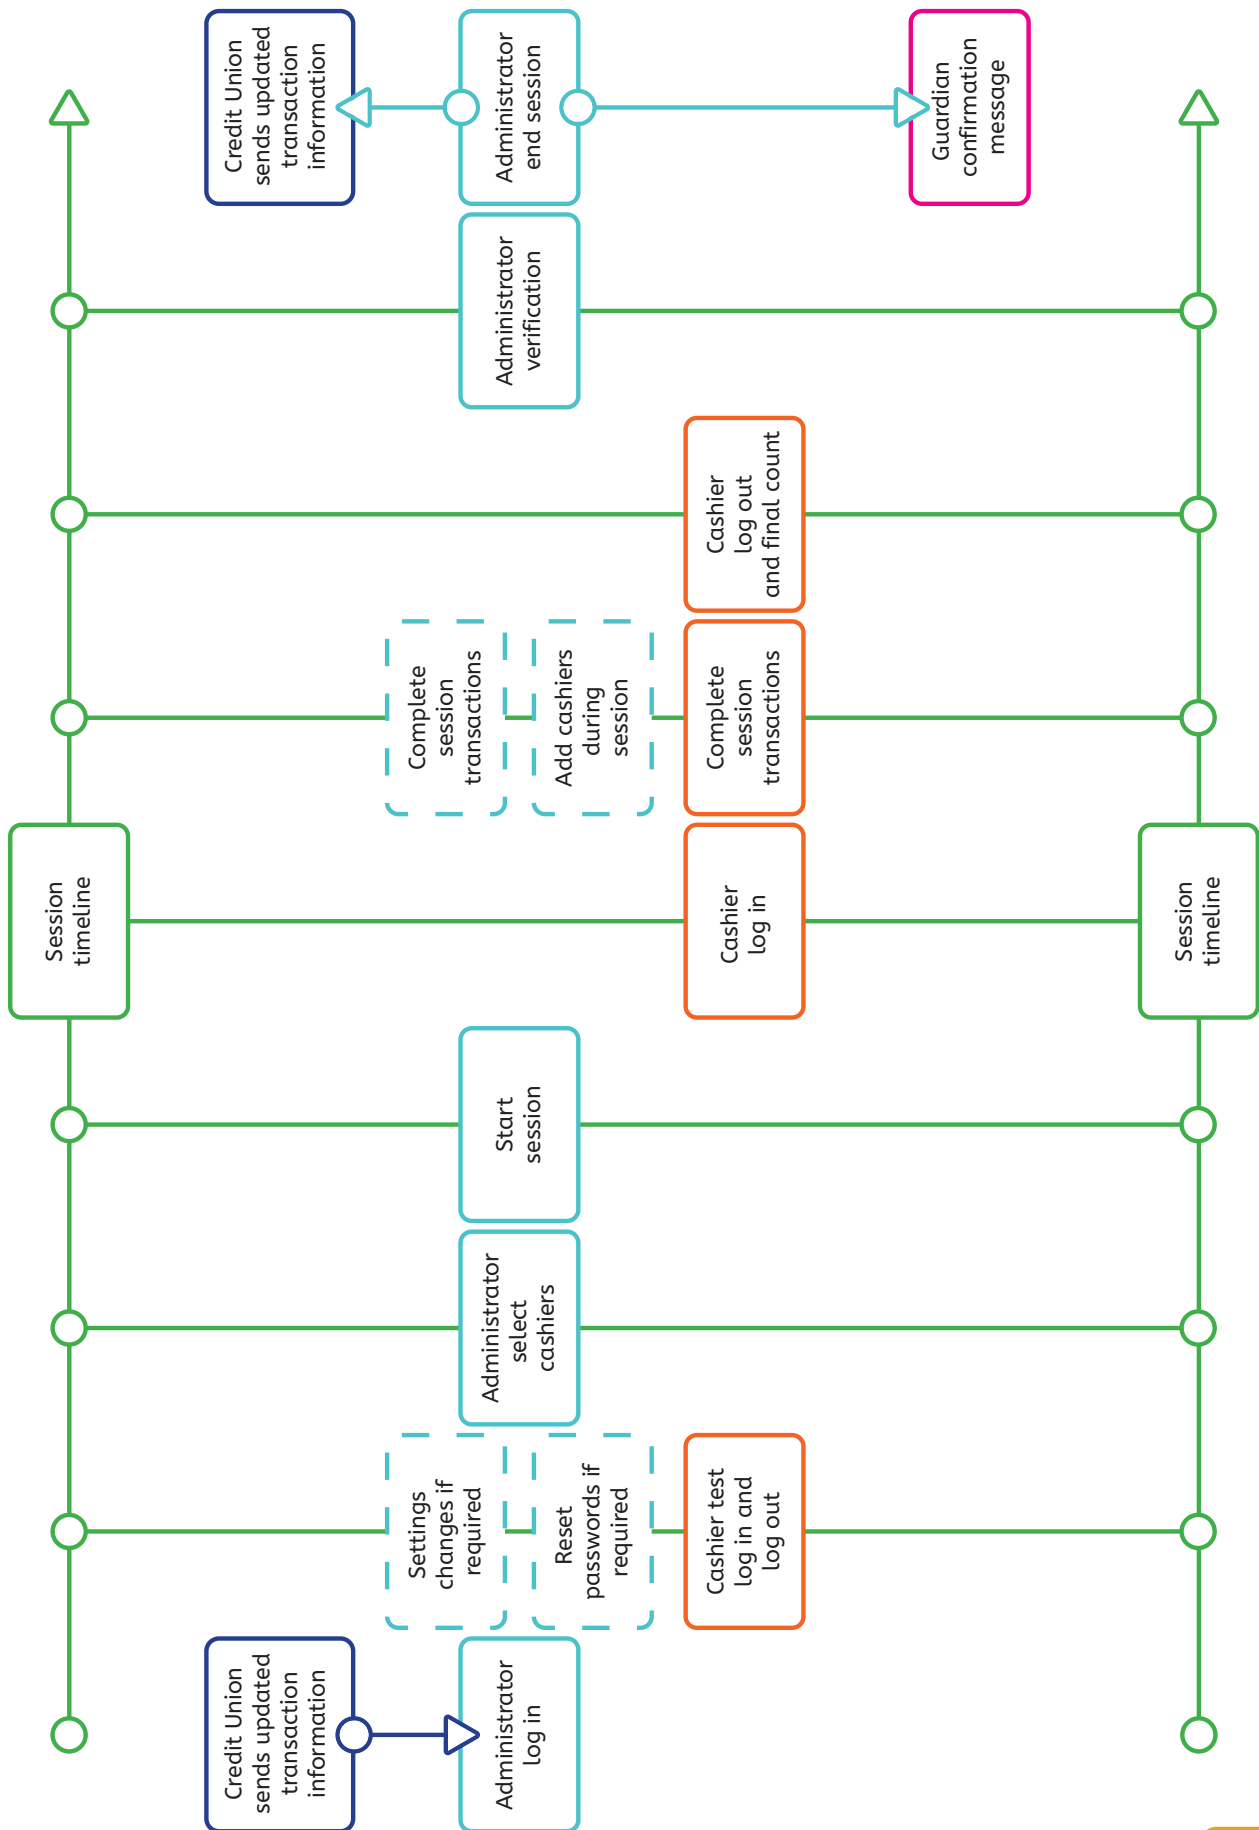 Session
timeline
Credit Union
sends updated
transaction
information
Administrator
log in
Settings
changes if
required
Reset
passwords if
required
Cashier test
log in and
log out
Administrator
select
cashiers
Start
session
Cashier
log in
Complete
session
transactions
Add cashiers
during
session
Complete
session
transactions
Cashier
log out
and final count
Administrator
verification
Credit Union
sends updated
transaction
information
Administrator
end session
Guardian
confirmation
message
Session
timeline